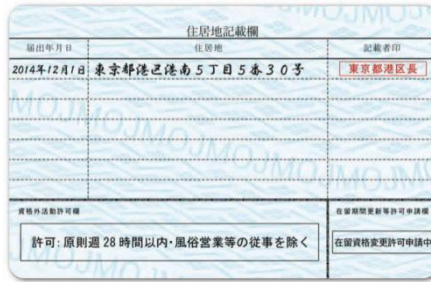 住居地記載欄
届出年月日 住居地 記載者印
2014年12月1日 東京都港区港南5丁目5番30号 東京都港区長
資格外活動許可欄 在留期間更新等許可申請欄
許可:原則週28時間以内・風俗営業等の従事を除く 在留資格変更許可申請中
MOJMOJMOJMOJ